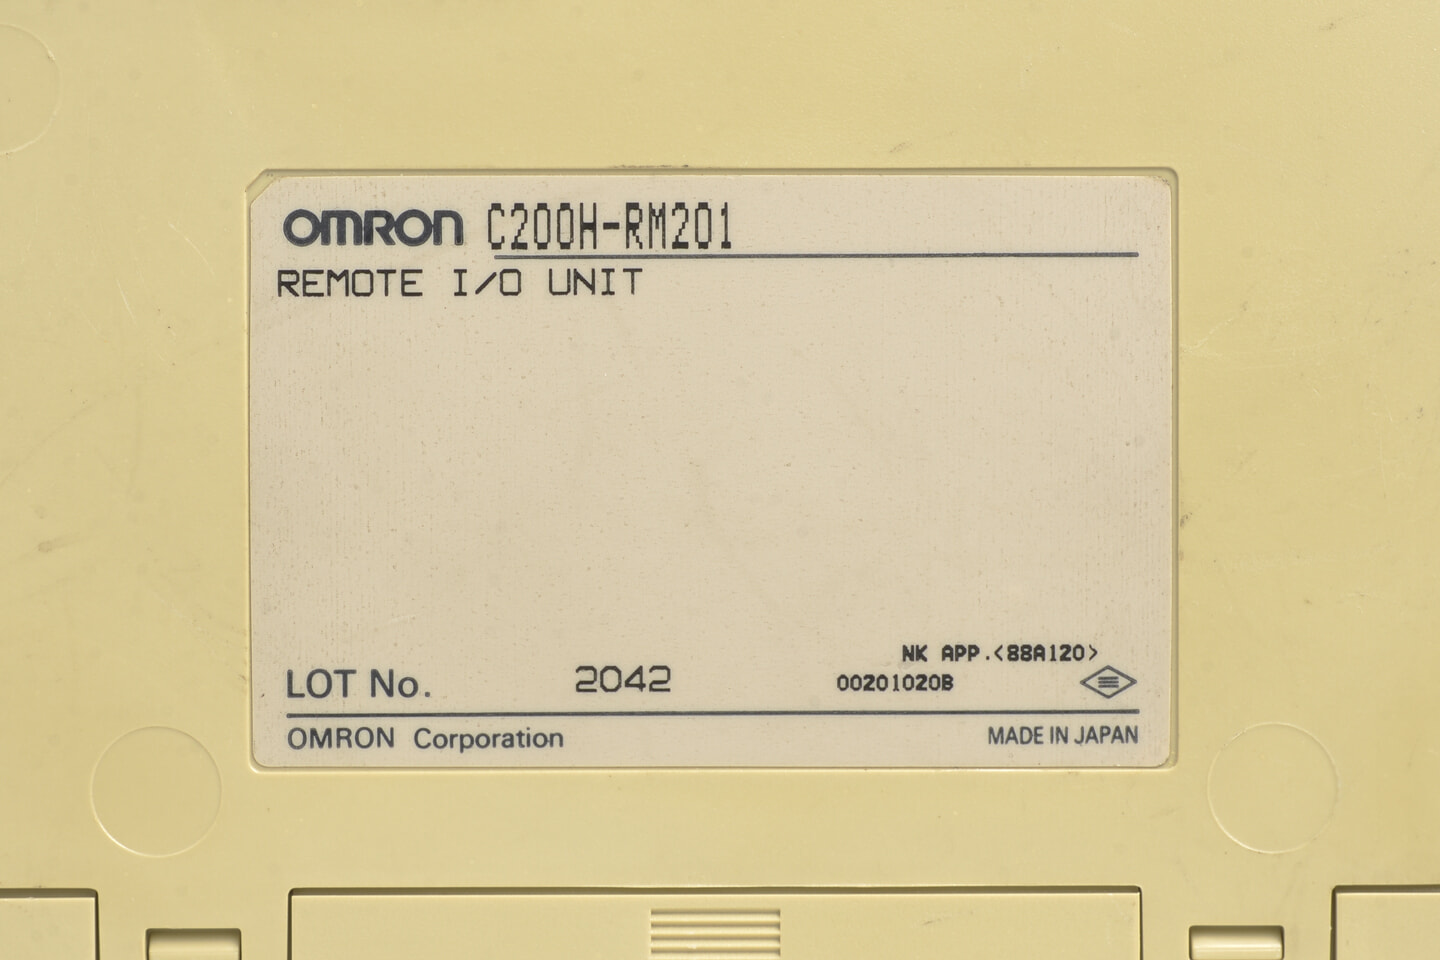 OMRON C200H-RM201
REMOTE I/O UNIT
NK APP.<88A120>
LOT No. 2042 00201020B
OMRON Corporation MADE IN JAPAN